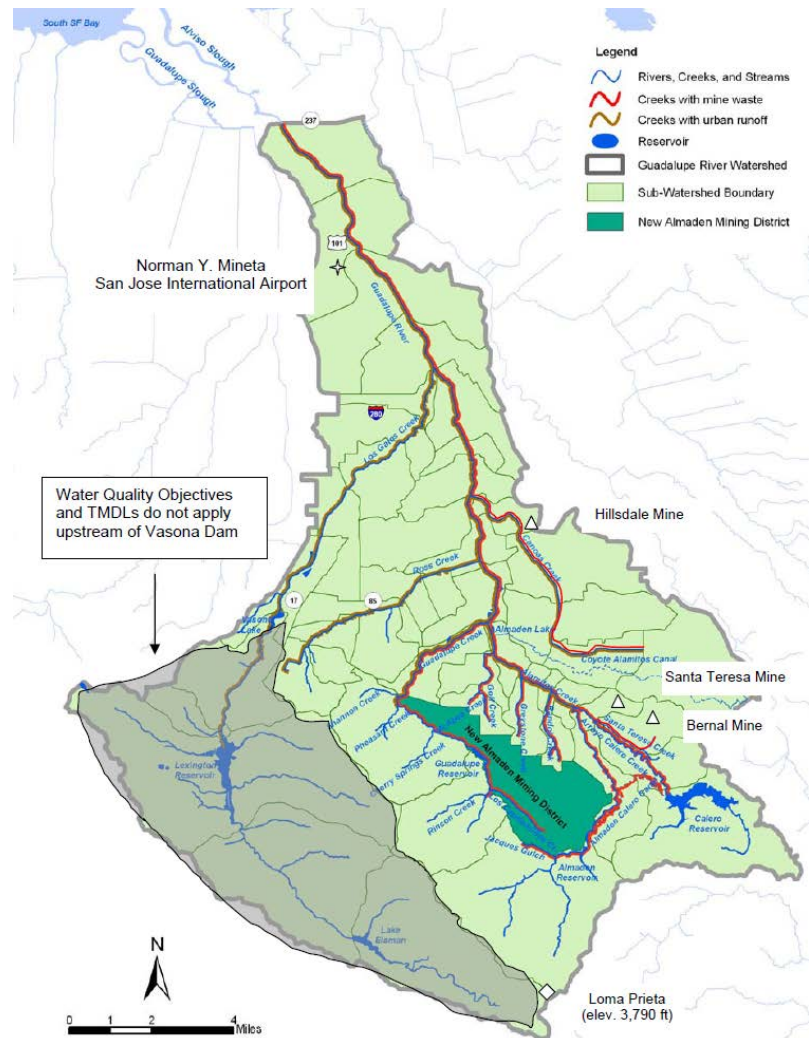 South SF Bay
Alviso Slough
Guadalupe Slough
237
Legend
Rivers, Creeks, and Streams
Creeks with mine waste
Creeks with urban runoff
Reservoir
Guadalupe River Watershed
Sub-Watershed Boundary
New Almaden Mining District
101
Norman Y. Mineta
San Jose International Airport
Guadalupe River
280
Los Gatos Creek
Water Quality Objectives
and TMDLs do not apply
upstream of Vasona Dam
Hillsdale Mine
Canoas Creek
Ross Creek
17
85
Vasona
Lake
Almaden Lake
Guadalupe Creek
Coyote Alamitos Canal
Santa Teresa Mine
Alamitos Creek
Golf Creek
Greystone Creek
Bernal Mine
Santa Teresa Creek
Arroyo Calero Creek
Shannon Creek
Pheasant Creek
Cherry Springs Creek
New Almaden Mining District
Guadalupe
Reservoir
Lexington
Reservoir
Rincon Creek
Calero
Reservoir
Jacques Gulch
Almaden
Reservoir
Lake
Elsman
N
0 2 4
Miles
Loma Prieta
(elev. 3,790 ft)